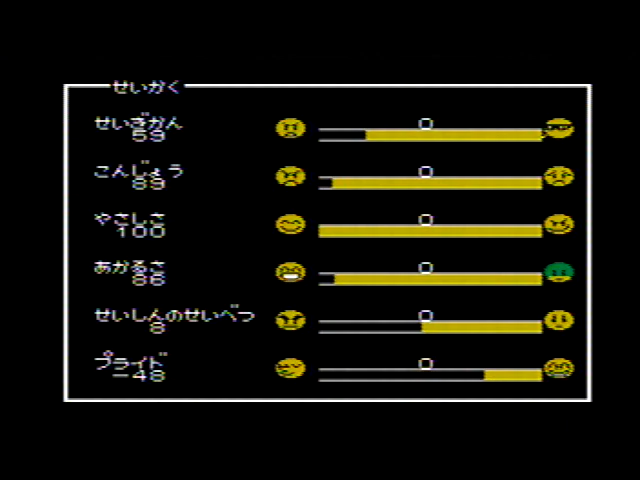 せいかく
せいぎかん 0
59
こんじょう 0
89
やさしさ 0
100
あかるさ 0
86
せいしんのせいべつ 0
8
プライド 0
-48